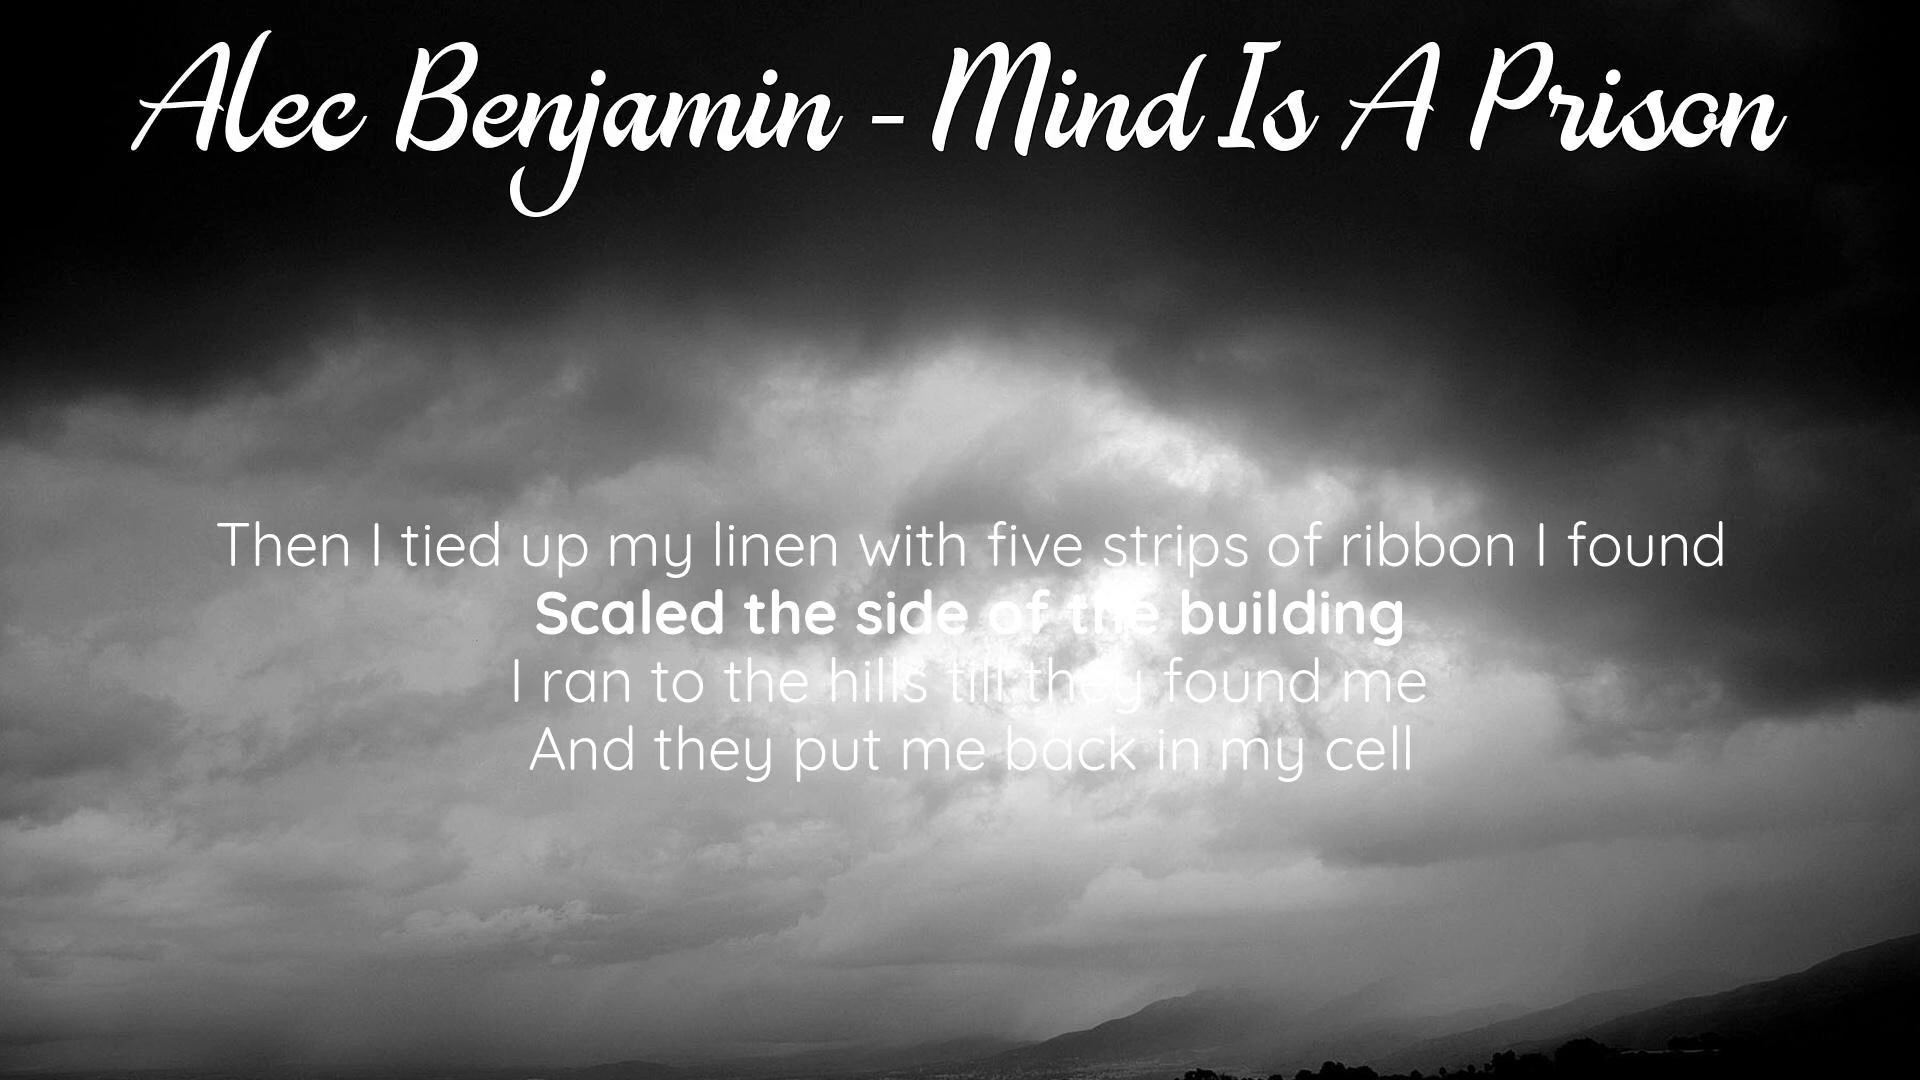 Alec Benjamin - Mind Is A Prison
Then I tied up my linen with five strips of ribbon I found
Scaled the side of the building
I ran to the hills till they found me
And they put me back in my cell